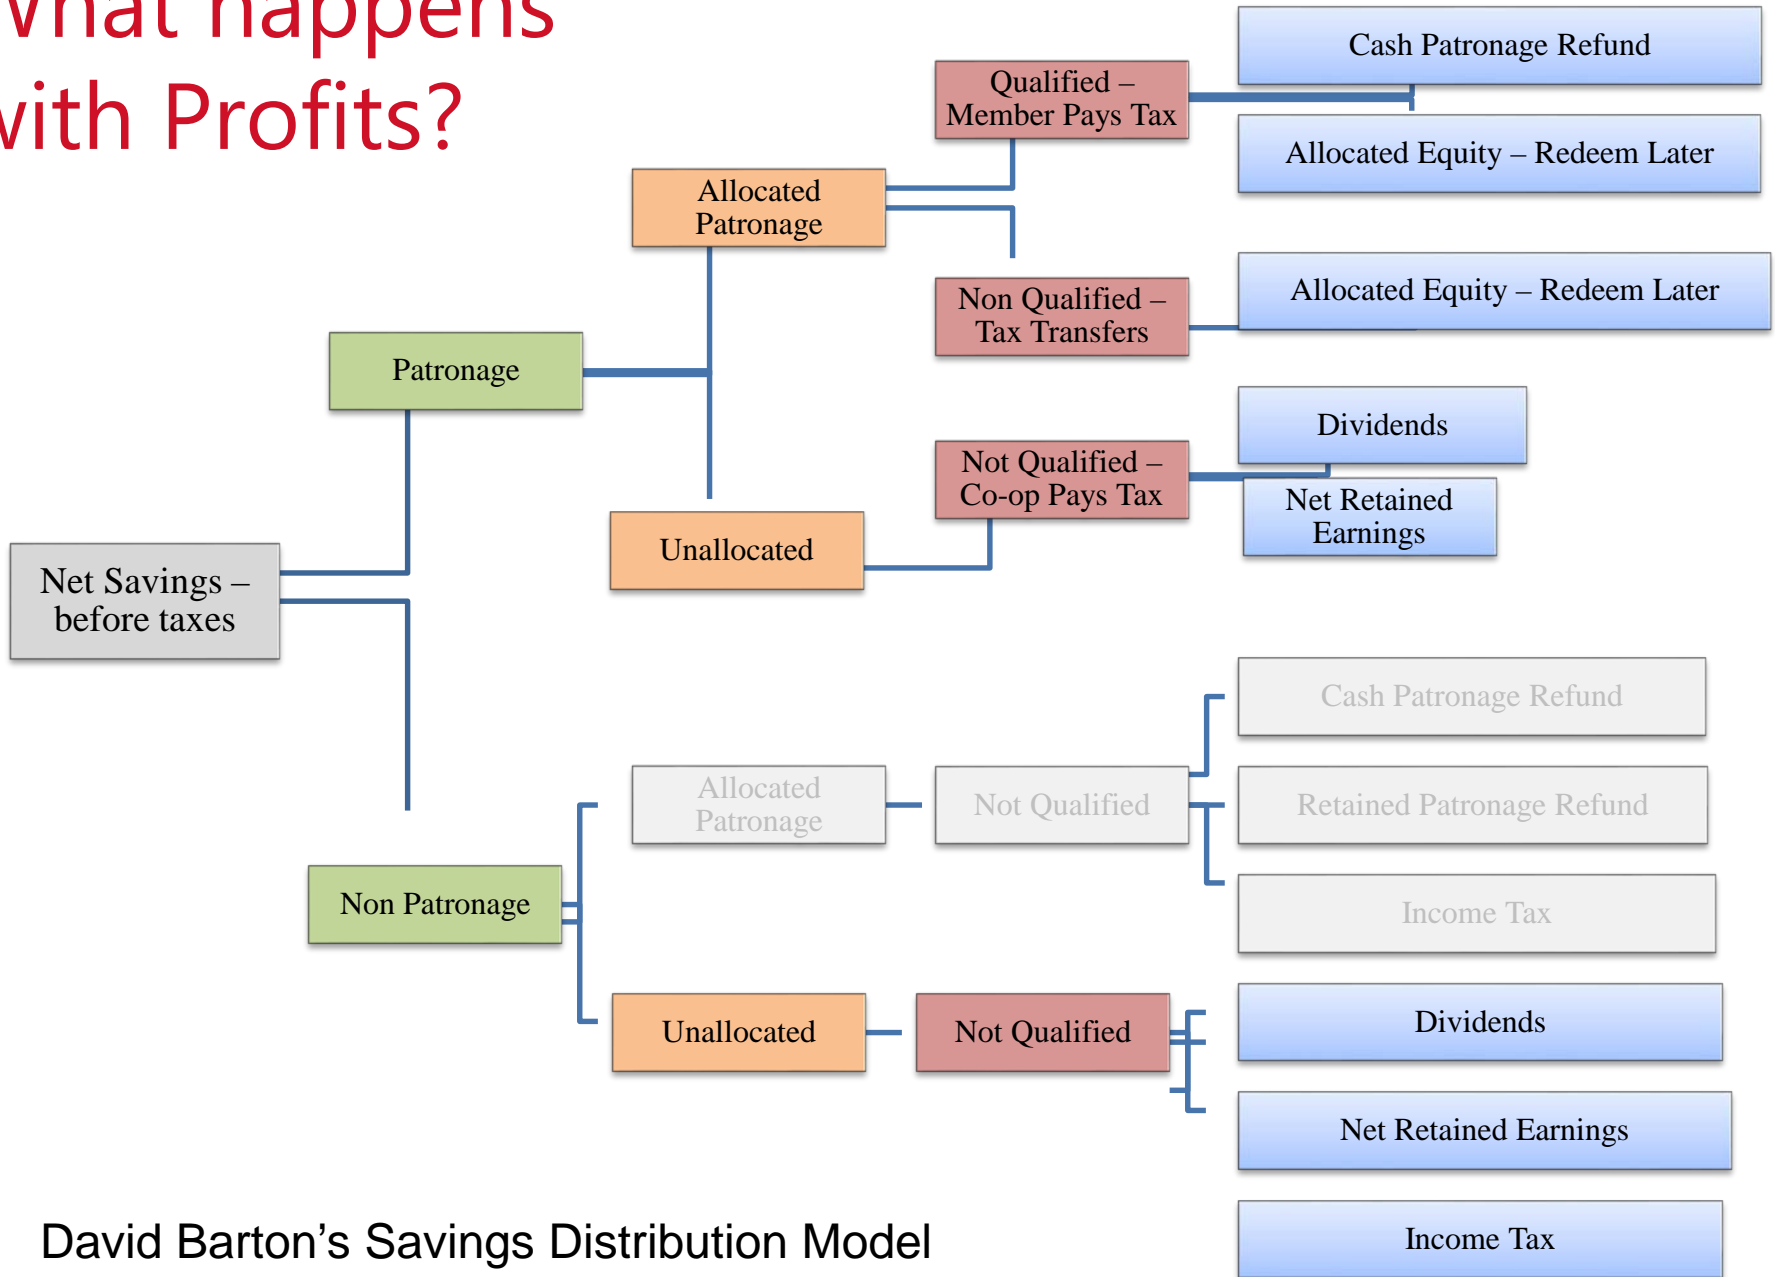 What happens
with Profits?
Net Savings –
before taxes
Patronage
Allocated
Patronage
Qualified –
Member Pays Tax
Cash Patronage Refund
Allocated Equity – Redeem Later
Non Qualified –
Tax Transfers
Allocated Equity – Redeem Later
Unallocated
Not Qualified –
Co-op Pays Tax
Dividends
Net Retained
Earnings
Non Patronage
Allocated
Patronage
Not Qualified
Cash Patronage Refund
Retained Patronage Refund
Income Tax
Unallocated
Not Qualified
Dividends
Net Retained Earnings
Income Tax
David Barton's Savings Distribution Model